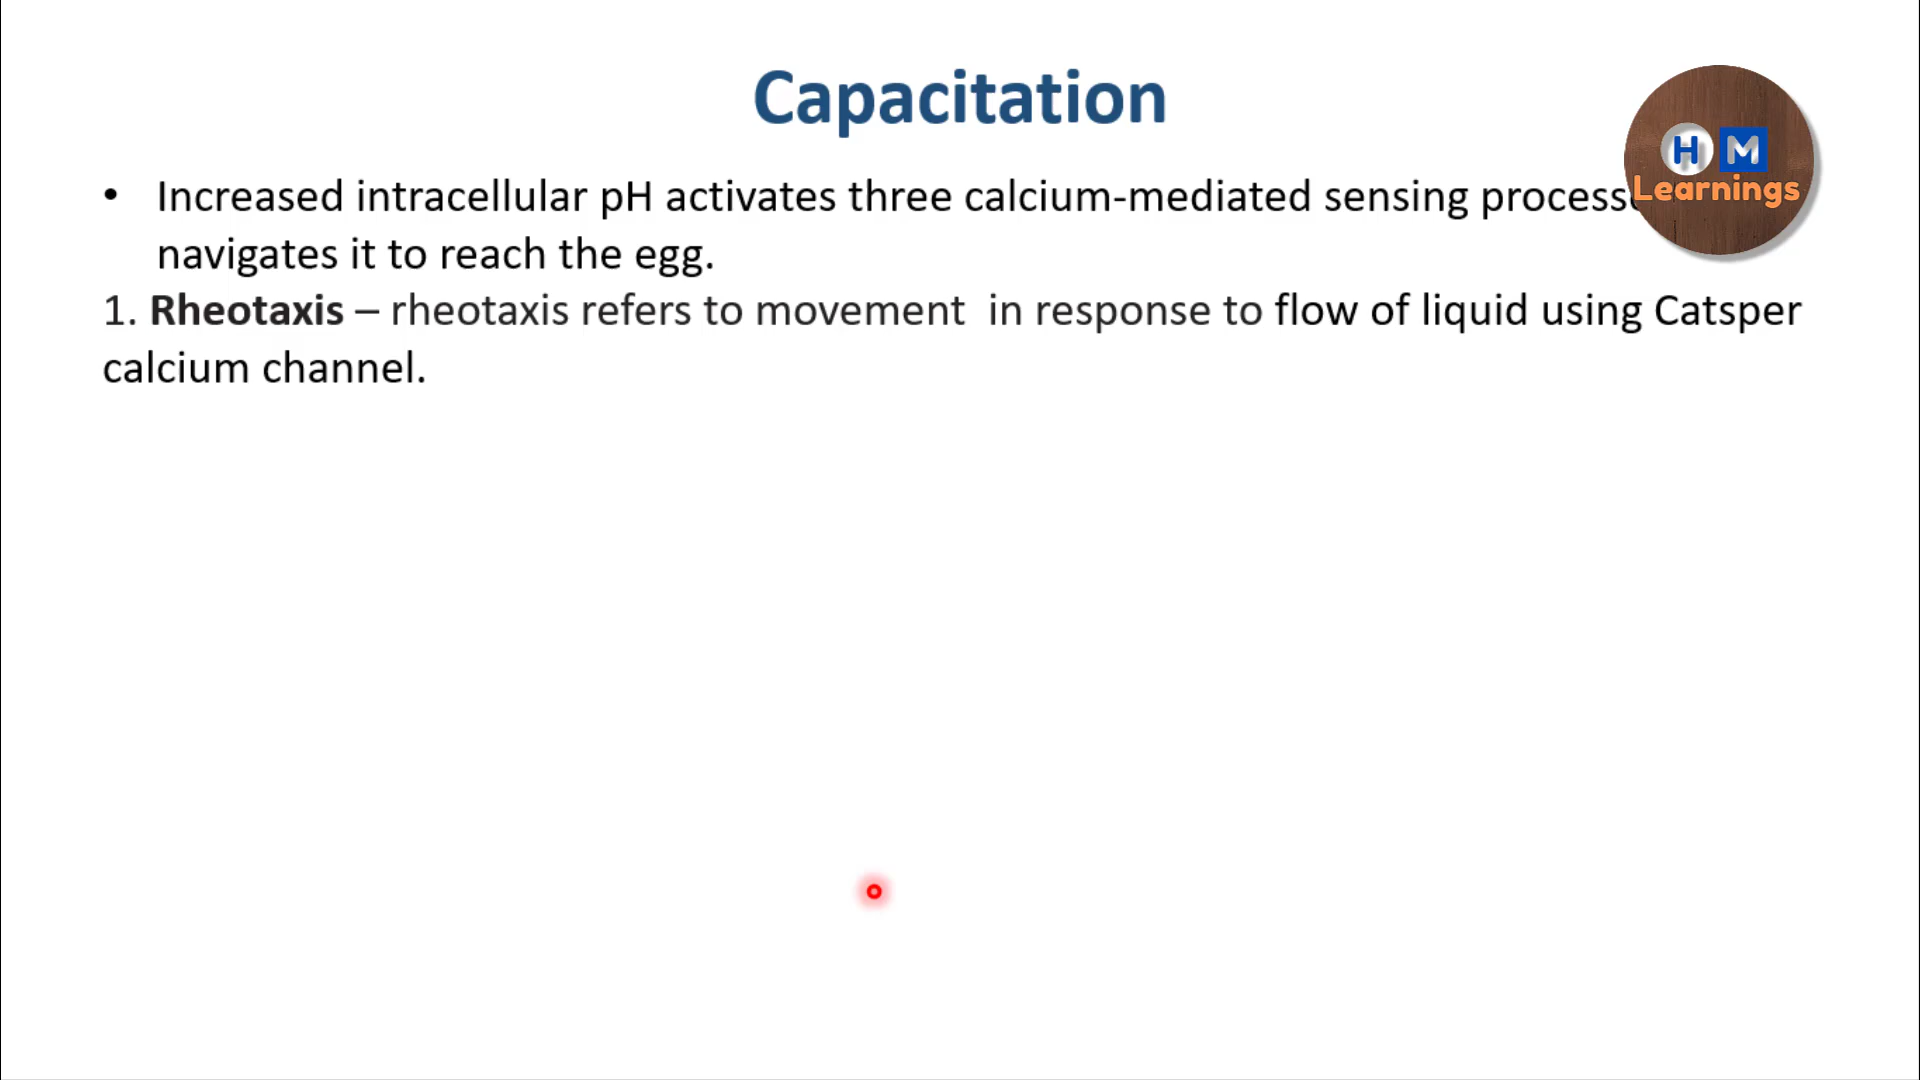 Capacitation
H M
Learnings
• Increased intracellular pH activates three calcium-mediated sensing
navigates it to reach the egg.
1. Rheotaxis – rheotaxis refers to movement  in response to flow of liquid using Catsper
calcium channel.